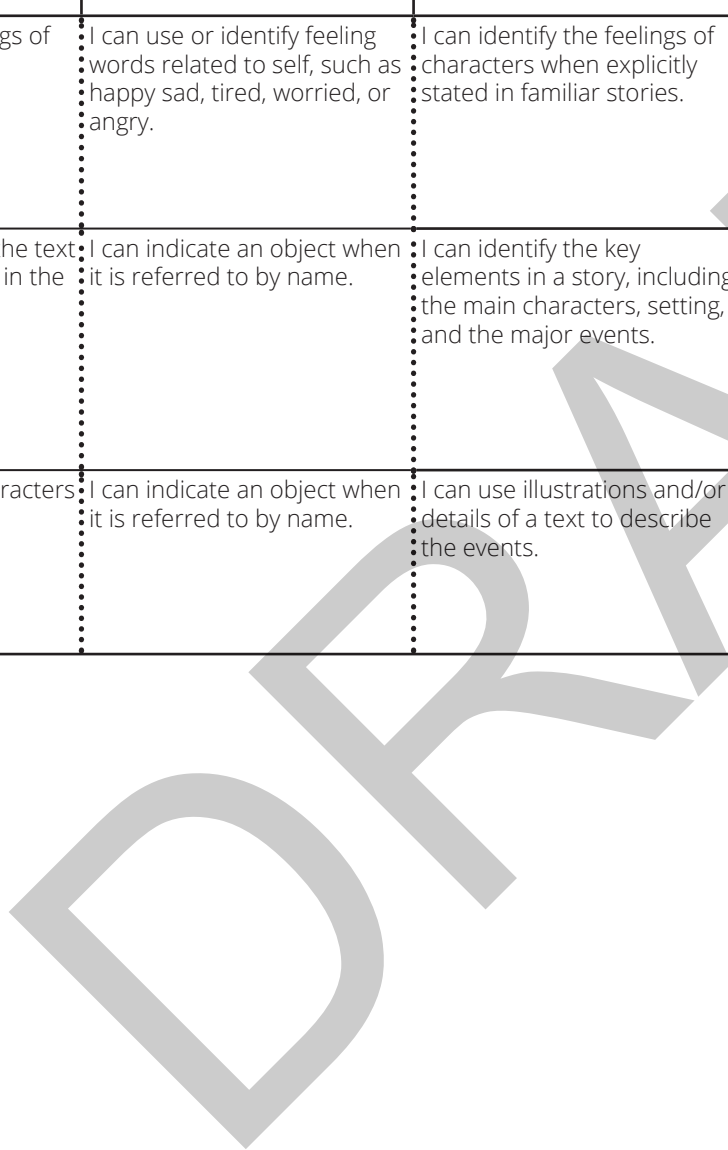 gs of
I can use or identify feeling
words related to self, such as
happy sad, tired, worried, or
angry.
I can identify the feelings of
characters when explicitly
stated in familiar stories.
he text
in the
I can indicate an object when
it is referred to by name.
I can identify the key
elements in a story, including
the main characters, setting,
and the major events.
racters
I can indicate an object when
it is referred to by name.
I can use illustrations and/or
details of a text to describe
the events.
DRA